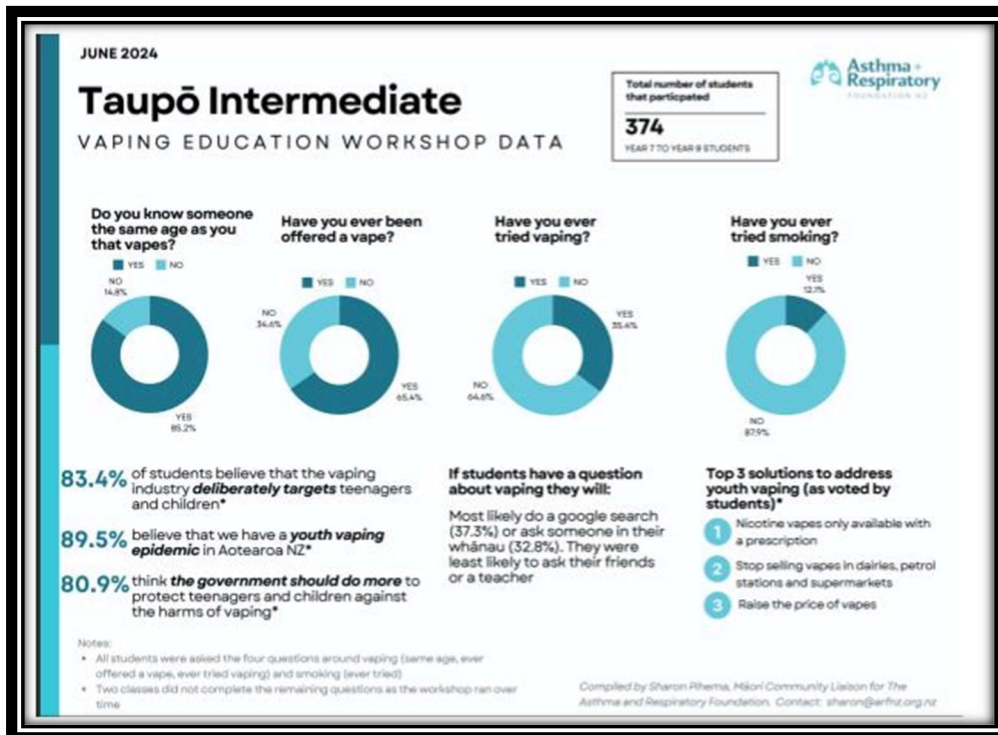 JUNE 2024
Taupō Intermediate
VAPING EDUCATION WORKSHOP DATA
Total number of students
that particpated
374
YEAR 7 TO YEAR 8 STUDENTS
Asthma +
Respiratory
FOUNDATION NZ
Do you know someone
the same age as you
that vapes?
YES NO
NO
14.8%
YES
85.2%
Have you ever been
offered a vape?
YES NO
NO
34.6%
YES
65.4%
Have you ever
tried vaping?
YES NO
YES
35.4%
NO
64.6%
Have you ever
tried smoking?
YES NO
YES
12.1%
NO
87.9%
83.4% of students believe that the vaping
industry deliberately targets teenagers
and children*
89.5% believe that we have a youth vaping
epidemic in Aotearoa NZ*
80.9% think the government should do more to
protect teenagers and children against
the harms of vaping*
If students have a question
about vaping they will:
Most likely do a google search
(37.3%) or ask someone in their
whānau (32.8%). They were
least likely to ask their friends
or a teacher
Top 3 solutions to address
youth vaping (as voted by
students)*
1 Nicotine vapes only available with
a prescription
2 Stop selling vapes in dairies, petrol
stations and supermarkets
3 Raise the price of vapes
Notes:
• All students were asked the four questions around vaping (same age, ever
offered a vape, ever tried vaping) and smoking (ever tried)
• Two classes did not complete the remaining questions as the workshop ran over
time
Compiled by Sharon Pihema, Māori Community Liaison for The
Asthma and Respiratory Foundation. Contact: sharon@arfnz.org.nz